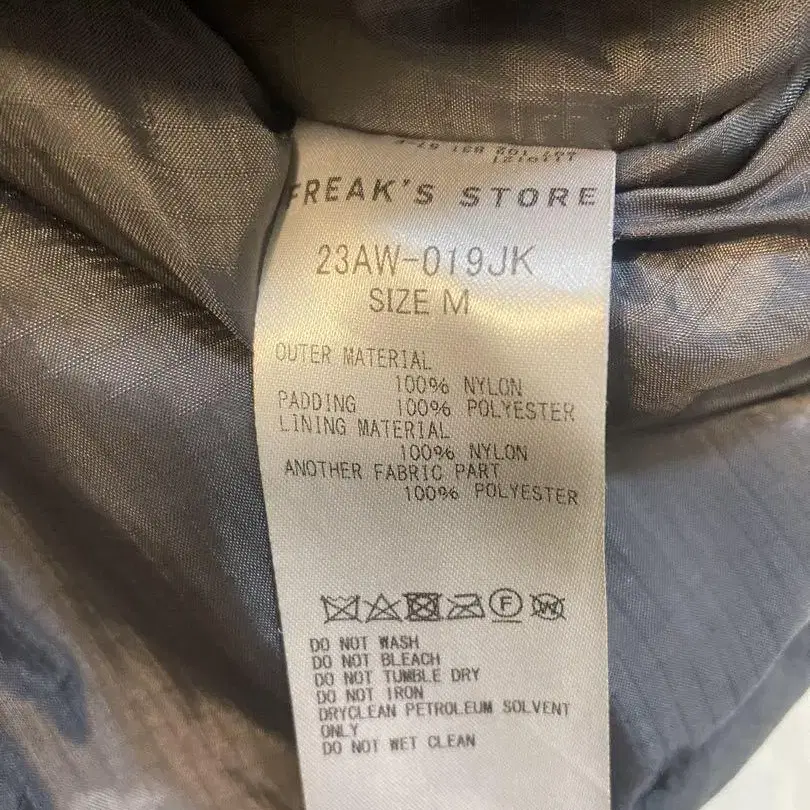 FREAK'S STORE
23AW-019JK
SIZE M
OUTER MATERIAL
100% NYLON
PADDING 100% POLYESTER
LINING MATERIAL
100% NYLON
ANOTHER FABRIC PART
100% POLYESTER
F W
DO NOT WASH
DO NOT BLEACH
DO NOT TUMBLE DRY
DO NOT IRON
DRYCLEAN PETROLEUM SOLVENT
ONLY
DO NOT WET CLEAN